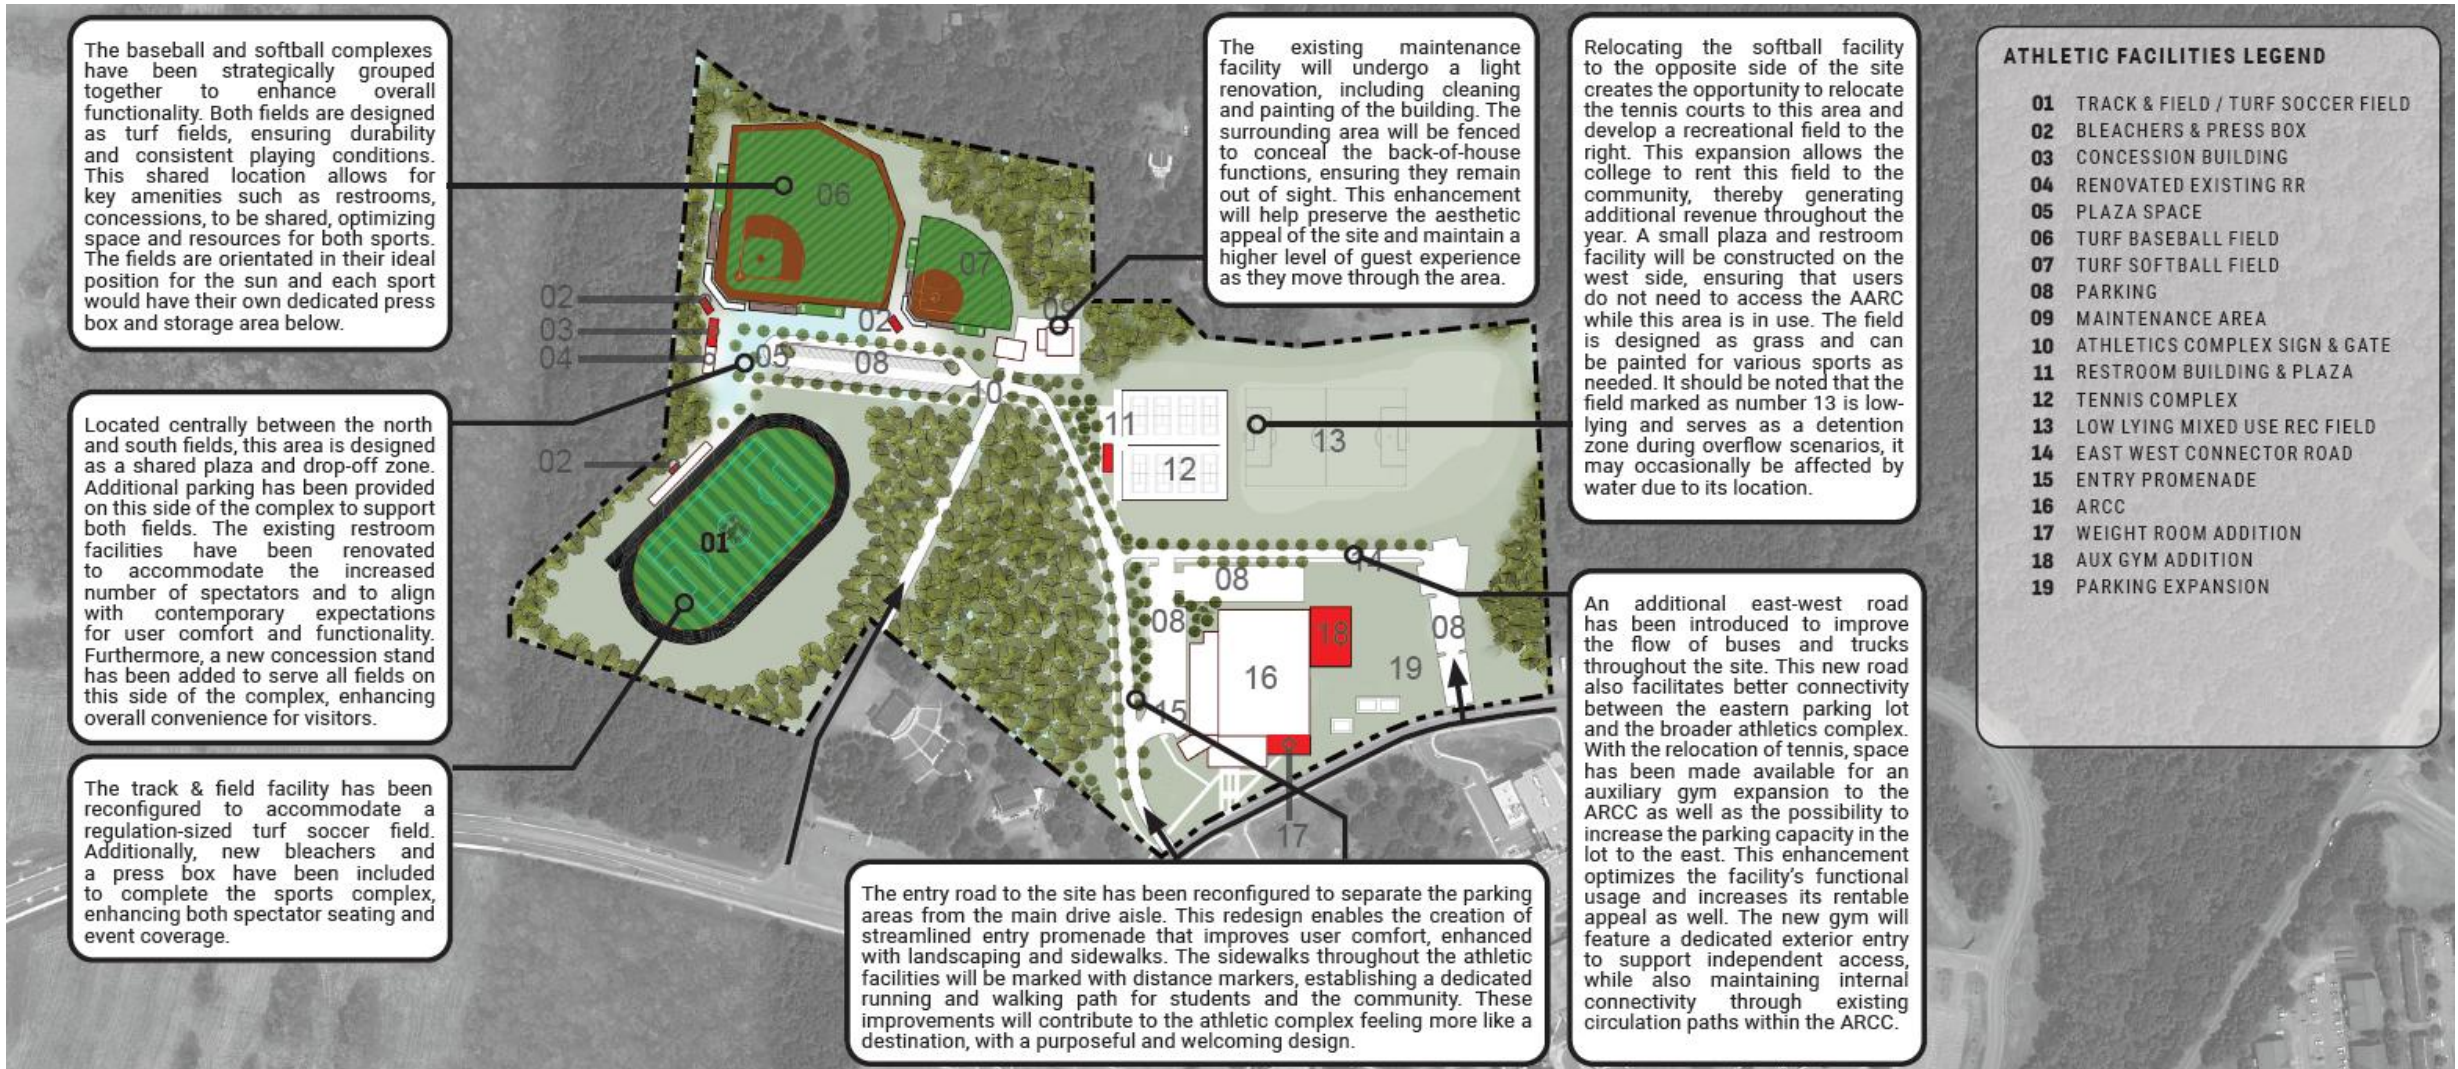 The baseball and softball complexes
have been strategically grouped
together to enhance overall
functionality. Both fields are designed
as turf fields, ensuring durability
and consistent playing conditions.
This shared location allows for
key amenities such as restrooms,
concessions, to be shared, optimizing
space and resources for both sports.
The fields are orientated in their ideal
position for the sun and each sport
would have their own dedicated press
box and storage area below.
Located centrally between the north
and south fields, this area is designed
as a shared plaza and drop-off zone.
Additional parking has been provided
on this side of the complex to support
both fields. The existing restroom
facilities have been renovated
to accommodate the increased
number of spectators and to align
with contemporary expectations
for user comfort and functionality.
Furthermore, a new concession stand
has been added to serve all fields on
this side of the complex, enhancing
overall convenience for visitors.
The track & field facility has been
reconfigured to accommodate a
regulation-sized turf soccer field.
Additionally, new bleachers and
a press box have been included
to complete the sports complex,
enhancing both spectator seating and
event coverage.
06
07
02
03
04
02
05
08
09
10
02
01
11
12
13
14
08
08
18
08
16
19
15
17
The existing maintenance
facility will undergo a light
renovation, including cleaning
and painting of the building. The
surrounding area will be fenced
to conceal the back-of-house
functions, ensuring they remain
out of sight. This enhancement
will help preserve the aesthetic
appeal of the site and maintain a
higher level of guest experience
as they move through the area.
The entry road to the site has been reconfigured to separate the parking
areas from the main drive aisle. This redesign enables the creation of
streamlined entry promenade that improves user comfort, enhanced
with landscaping and sidewalks. The sidewalks throughout the athletic
facilities will be marked with distance markers, establishing a dedicated
running and walking path for students and the community. These
improvements will contribute to the athletic complex feeling more like a
destination, with a purposeful and welcoming design.
Relocating the softball facility
to the opposite side of the site
creates the opportunity to relocate
the tennis courts to this area and
develop a recreational field to the
right. This expansion allows the
college to rent this field to the
community, thereby generating
additional revenue throughout the
year. A small plaza and restroom
facility will be constructed on the
west side, ensuring that users
do not need to access the AARC
while this area is in use. The field
is designed as grass and can
be painted for various sports as
needed. It should be noted that the
field marked as number 13 is low-
lying and serves as a detention
zone during overflow scenarios, it
may occasionally be affected by
water due to its location.
An additional east-west road
has been introduced to improve
the flow of buses and trucks
throughout the site. This new road
also facilitates better connectivity
between the eastern parking lot
and the broader athletics complex.
With the relocation of tennis, space
has been made available for an
auxiliary gym expansion to the
ARCC as well as the possibility to
increase the parking capacity in the
lot to the east. This enhancement
optimizes the facility's functional
usage and increases its rentable
appeal as well. The new gym will
feature a dedicated exterior entry
to support independent access,
while also maintaining internal
connectivity through existing
circulation paths within the ARCC.
ATHLETIC FACILITIES LEGEND
01 TRACK & FIELD / TURF SOCCER FIELD
02 BLEACHERS & PRESS BOX
03 CONCESSION BUILDING
04 RENOVATED EXISTING RR
05 PLAZA SPACE
06 TURF BASEBALL FIELD
07 TURF SOFTBALL FIELD
08 PARKING
09 MAINTENANCE AREA
10 ATHLETICS COMPLEX SIGN & GATE
11 RESTROOM BUILDING & PLAZA
12 TENNIS COMPLEX
13 LOW LYING MIXED USE REC FIELD
14 EAST WEST CONNECTOR ROAD
15 ENTRY PROMENADE
16 ARCC
17 WEIGHT ROOM ADDITION
18 AUX GYM ADDITION
19 PARKING EXPANSION